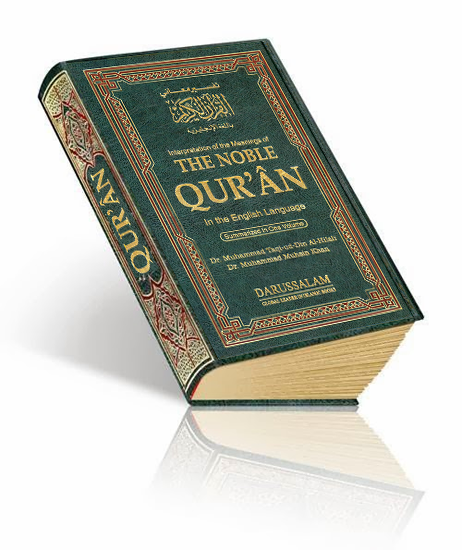 تفسير معاني
القرآن الكريم
باللغة الإنجليزية
Interpretation of the Meanings of
THE NOBLE
QUR'ÂN
In the English Language
Summarized in One Volume
Dr. Muhammad Taqi-ud-Din Al-Hilali
Dr. Muhammad Muhsin Khan
DARUSSALAM
GLOBAL LEADER IN ISLAMIC BOOKS
QUR'ÂN